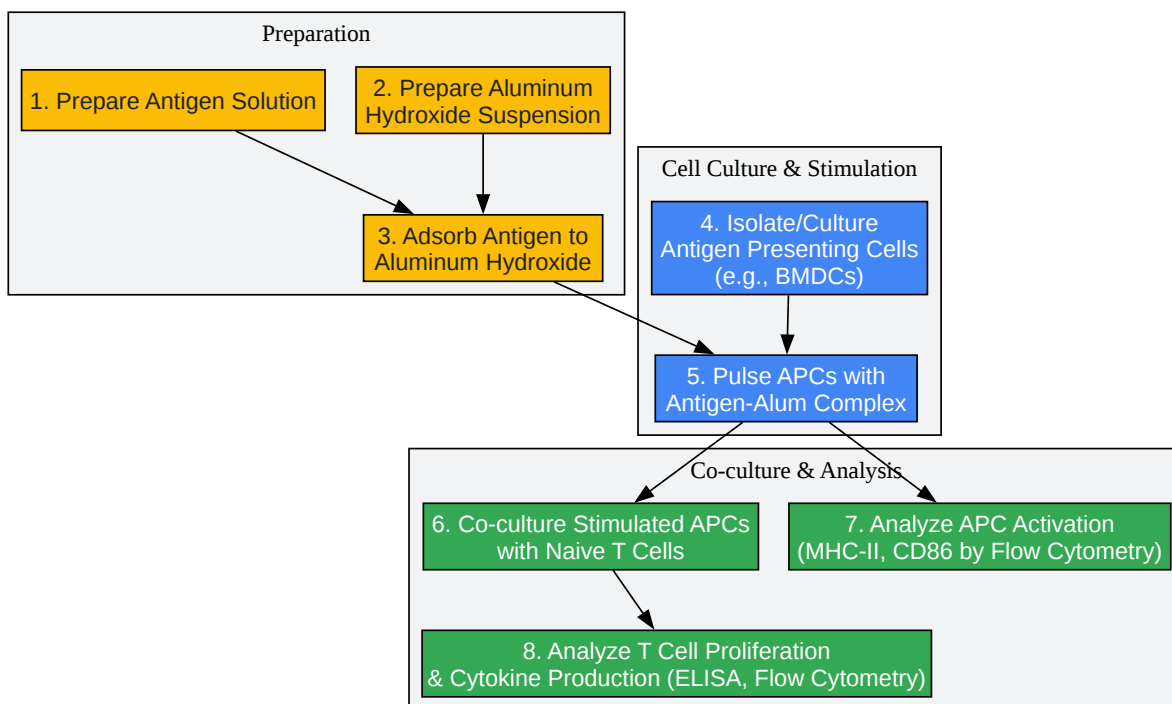 Preparation
1. Prepare Antigen Solution
2. Prepare Aluminum
Hydroxide Suspension
3. Adsorb Antigen to
Aluminum Hydroxide
Cell Culture & Stimulation
4. Isolate/Culture
Antigen Presenting Cells
(e.g., BMDCs)
5. Pulse APCs with
Antigen-Alum Complex
Co-culture & Analysis
6. Co-culture Stimulated APCs
with Naive T Cells
7. Analyze APC Activation
(MHC-II, CD86 by Flow Cytometry)
8. Analyze T Cell Proliferation
& Cytokine Production (ELISA, Flow Cytometry)